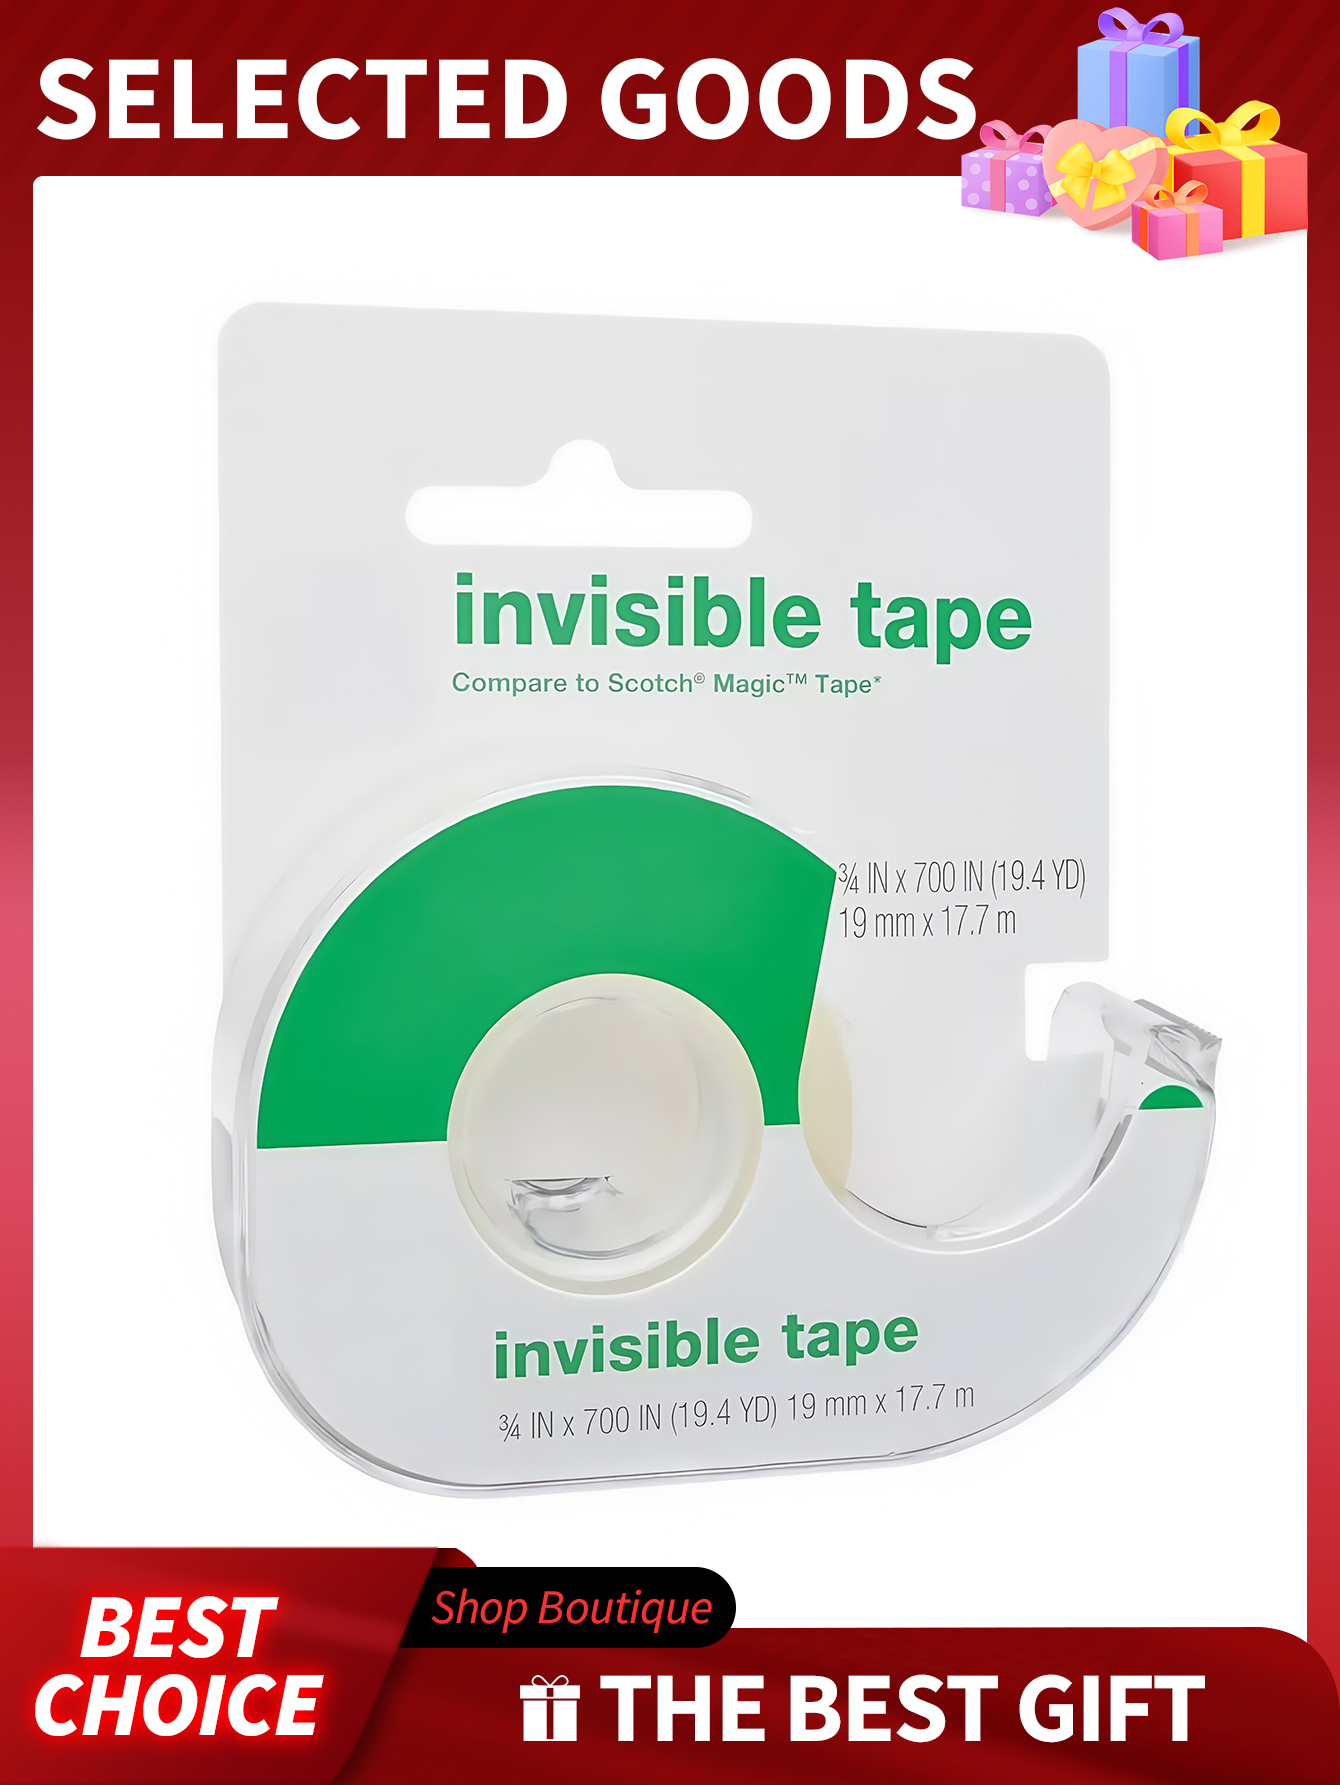 SELECTED GOODS
invisible tape
Compare to Scotch® Magic™ Tape*
¾ IN x 700 IN (19.4 YD)
19 mm x 17.7 m
invisible tape
¾ IN x 700 IN (19.4 YD) 19 mm x 17.7 m
Shop Boutique
BEST
CHOICE
THE BEST GIFT